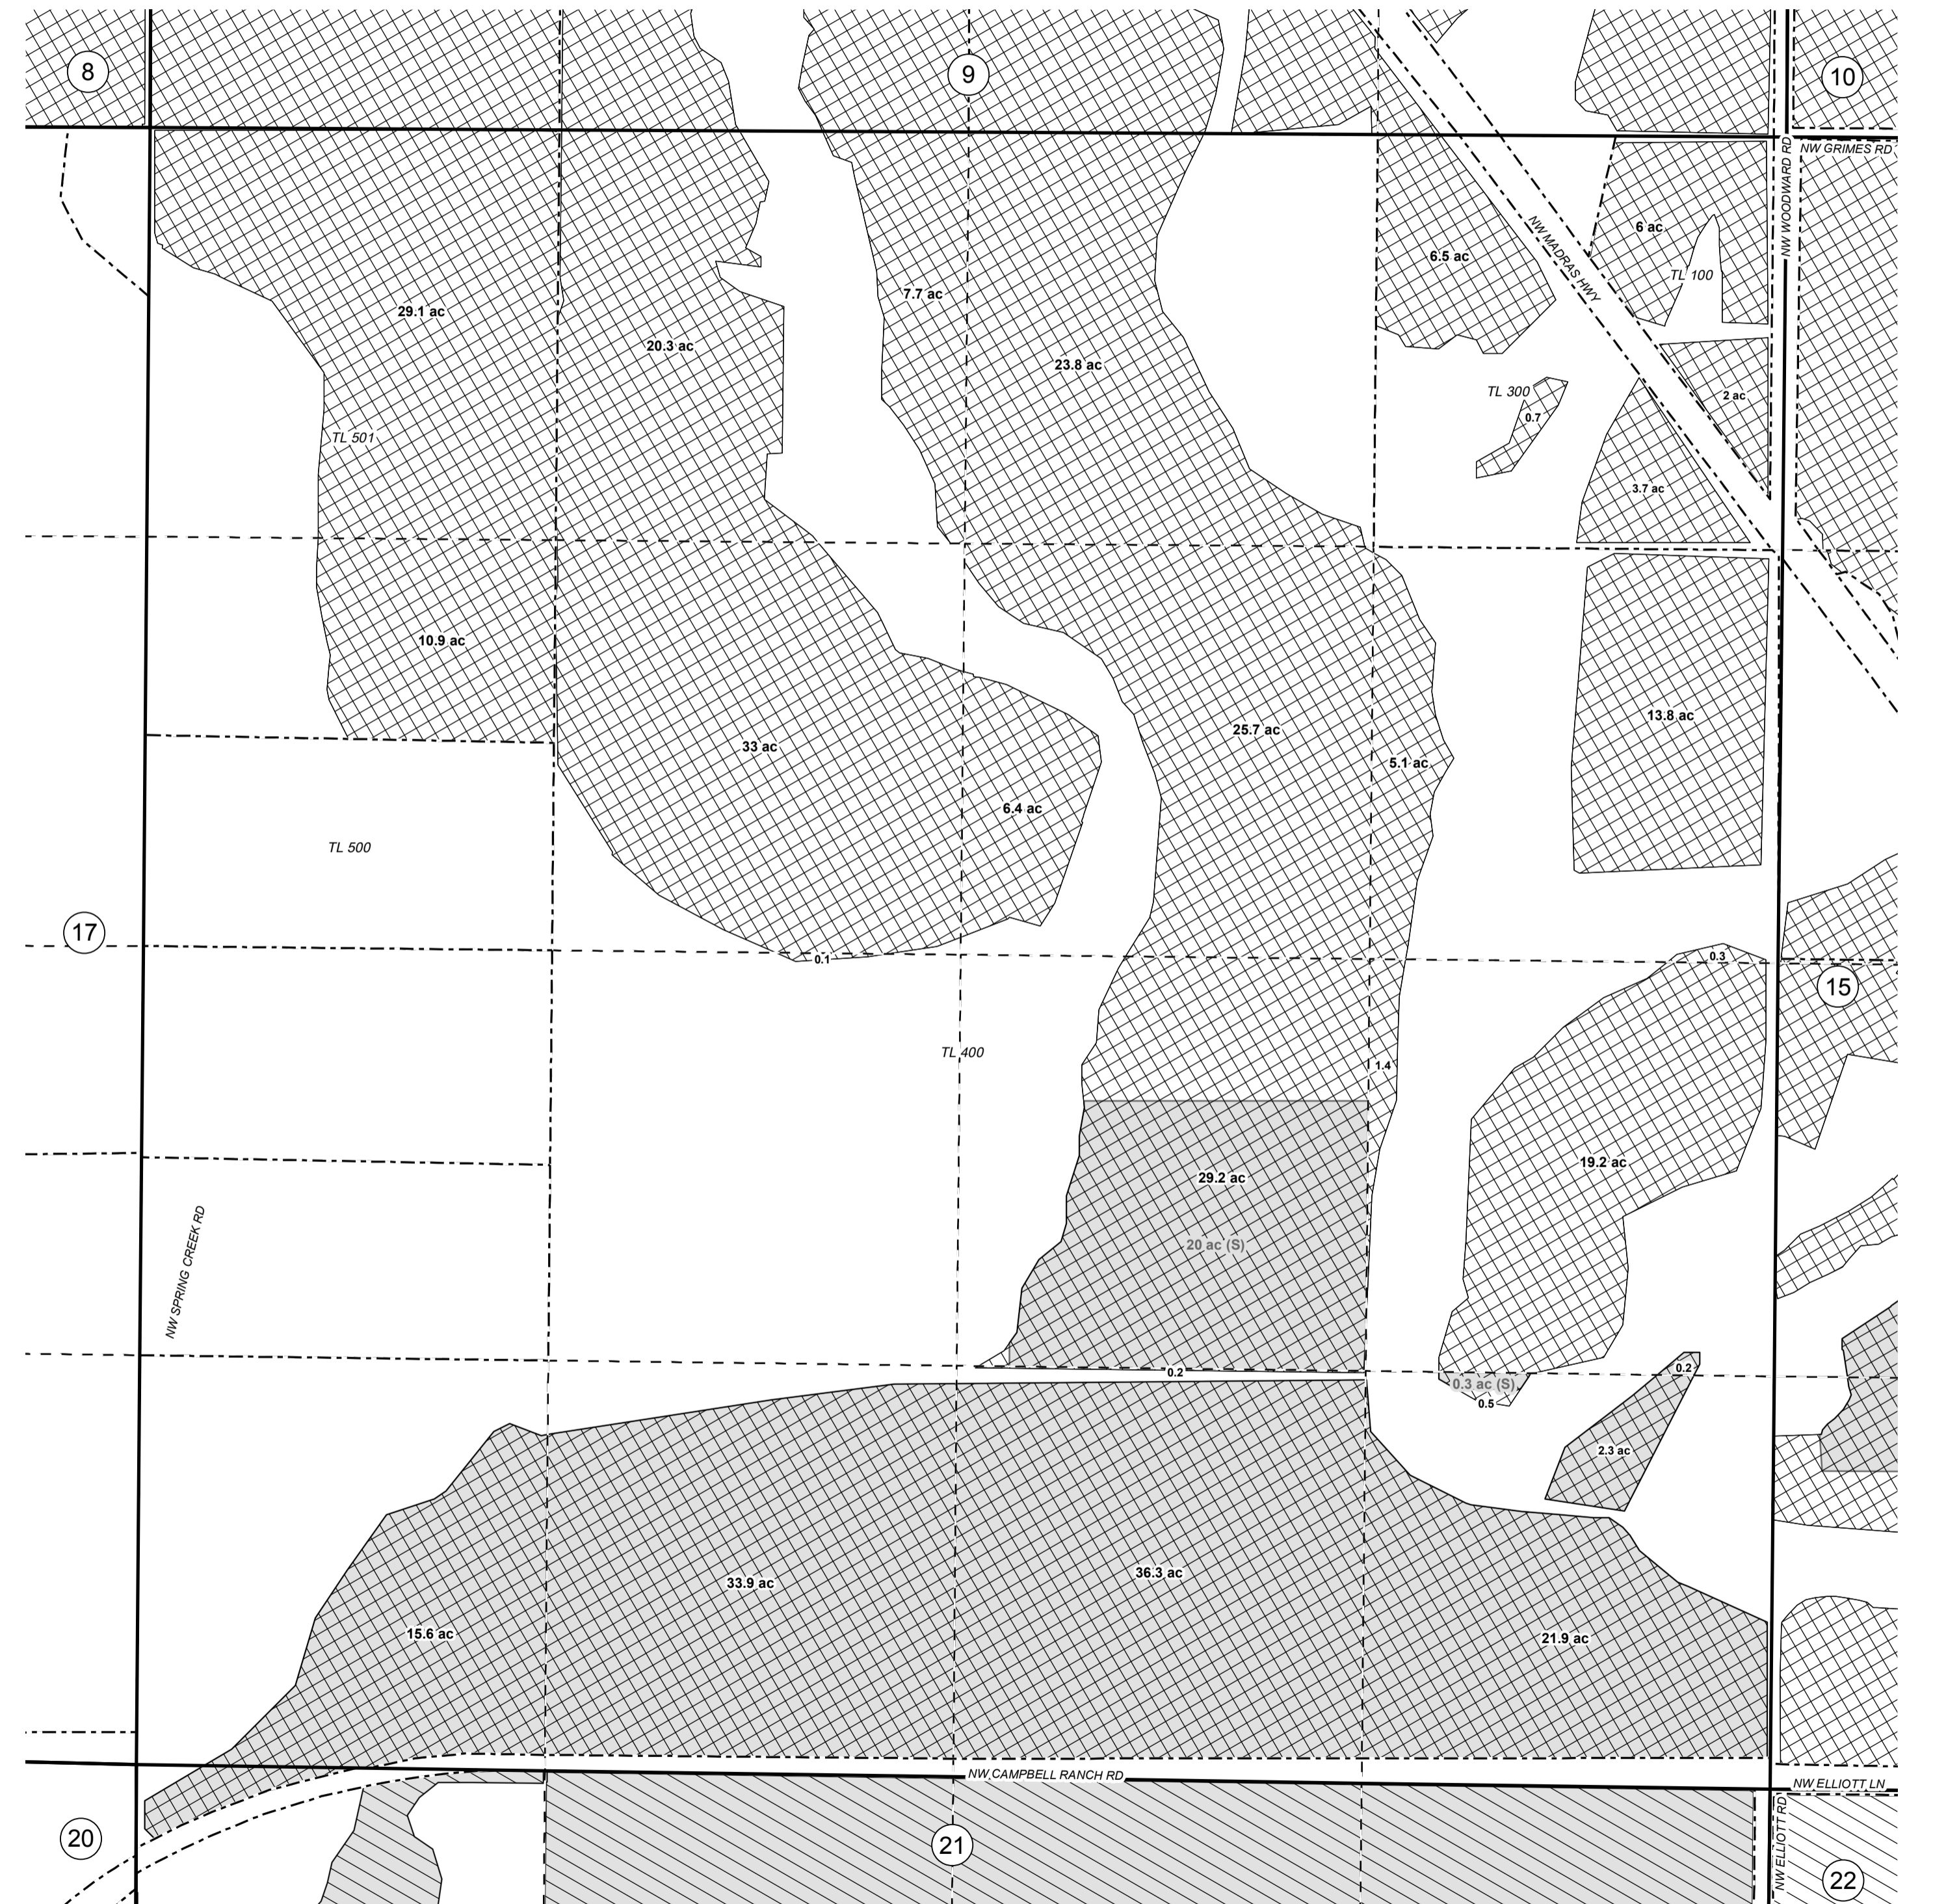 8
9
10
NW GRIMES RD
NW WOODWARD RD
NW MADRAS HWY
6 ac
6.5 ac
TL 100
7.7 ac
29.1 ac
20.3 ac
23.8 ac
TL 300
2 ac
0.7
TL 501
3.7 ac
10.9 ac
13.8 ac
25.7 ac
33 ac
5.1 ac
6.4 ac
TL 500
17
0.1
0.3
15
TL 400
1.4
19.2 ac
29.2 ac
20 ac (S)
NW SPRING CREEK RD
0.2
0.2
0.3 ac (S)
0.5
2.3 ac
36.3 ac
33.9 ac
15.6 ac
21.9 ac
NW CAMPBELL RANCH RD
NW ELLIOTT LN
NW ELLIOTT RD
20
21
22